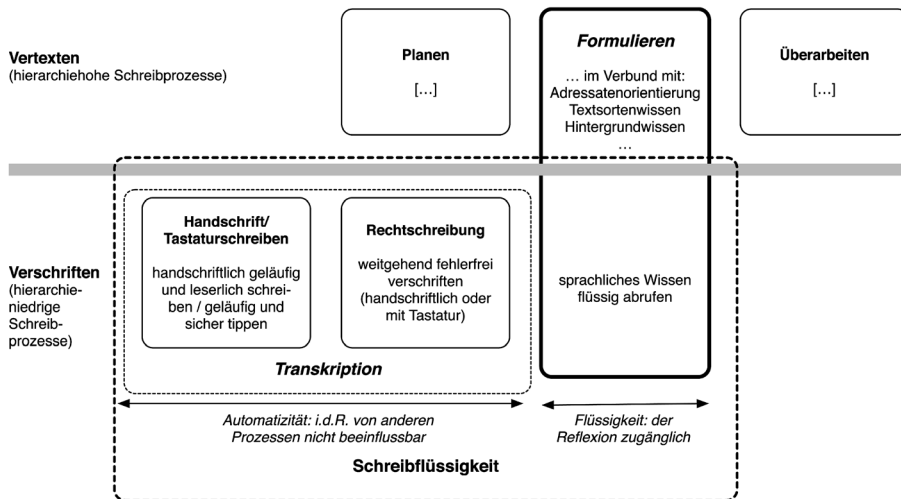 Vertexten
(hierarchiehohe Schreibprozesse)
Planen
[...]
Formulieren
... im Verbund mit:
Adressatenorientierung
Textsortenwissen
Hintergrundwissen
...
Überarbeiten
[...]
Verschriften
(hierarchie-
niedrige
Schreib-
prozesse)
Handschrift/
Tastaturschreiben
handschriftlich geläufig
und leserlich schrei-
ben / geläufig und
sicher tippen
Rechtschreibung
weitgehend fehlerfrei
verschriften
(handschriftlich oder
mit Tastatur)
sprachliches Wissen
flüssig abrufen
Transkription
Automatizität: i.d.R. von anderen
Prozessen nicht beeinflussbar
Flüssigkeit: der
Reflexion zugänglich
Schreibflüssigkeit